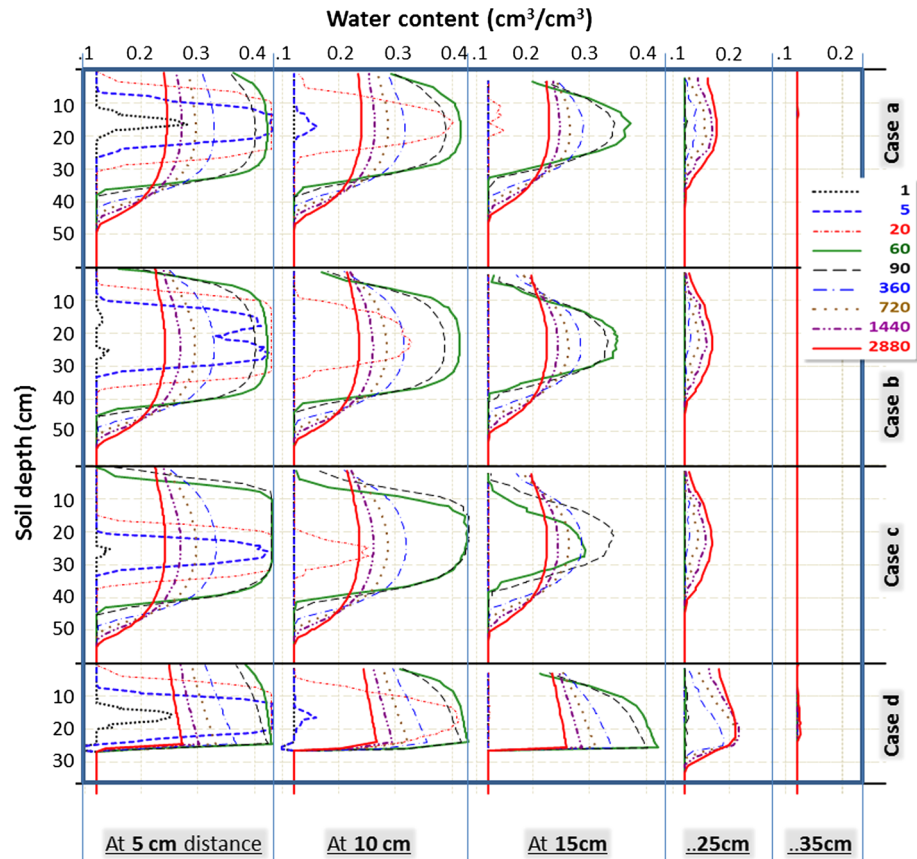 Water content (cm³/cm³)
.1 0.2 0.3 0.4 .1 0.2 0.3 0.4 .1 0.2 0.3 0.4 .1 0.2 .1 0.2
Soil depth (cm)
10
20
30
40
50
Case a
1
5
20
60
90
360
720
1440
2880
10
20
30
40
50
Case b
10
20
30
40
50
Case c
10
20
30
Case d
At 5 cm distance
At 10 cm
At 15cm
..25cm
..35cm